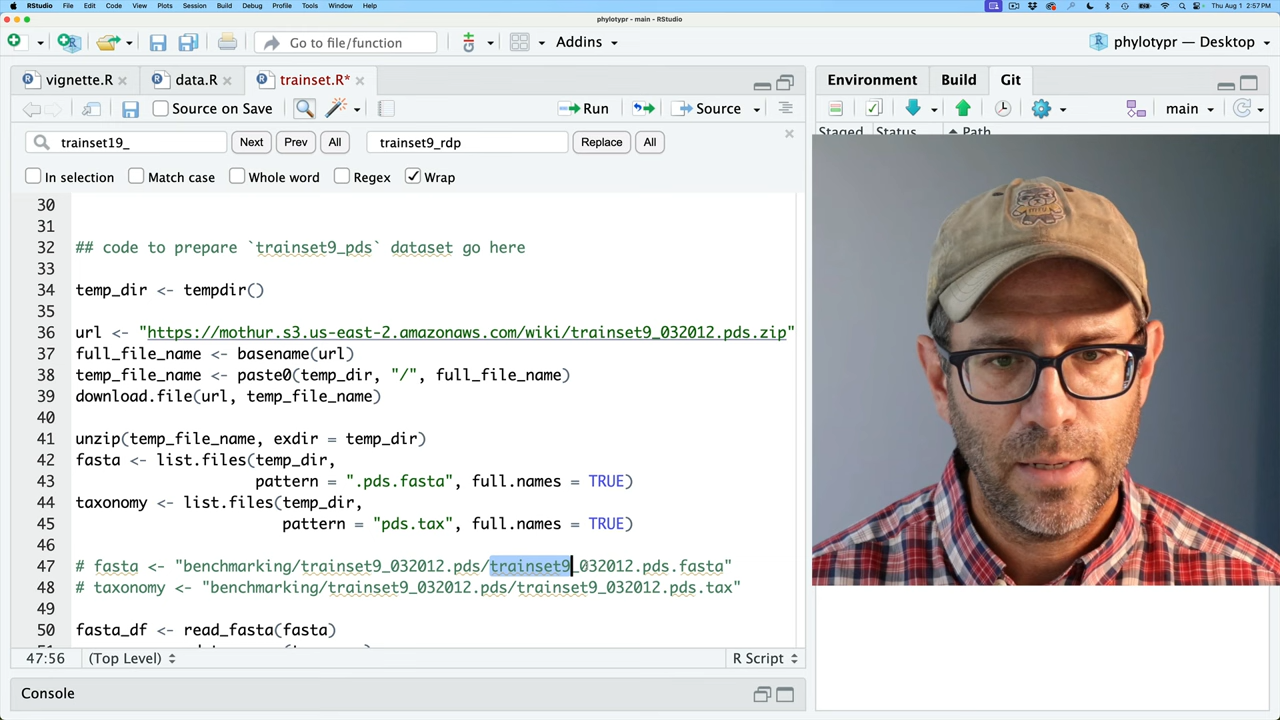 RStudio File Edit Code View Plots Session Build Debug Profile Tools Window Help Thu Aug 1 2:57 PM
phylotypr - main - RStudio
Go to file/function Addins phylotypr — Desktop
vignette.R data.R trainset.R* Environment Build Git
Source on Save Run Source main
Staged Status Path
trainset19_ Next Prev All trainset9_rdp Replace All
In selection Match case Whole word Regex Wrap
30
31
32 ## code to prepare `trainset9_pds` dataset go here
33
34 temp_dir <- tempdir()
35
36 url <- "https://mothur.s3.us-east-2.amazonaws.com/wiki/trainset9_032012.pds.zip"
37 full_file_name <- basename(url)
38 temp_file_name <- paste0(temp_dir, "/", full_file_name)
39 download.file(url, temp_file_name)
40
41 unzip(temp_file_name, exdir = temp_dir)
42 fasta <- list.files(temp_dir,
43 pattern = ".pds.fasta", full.names = TRUE)
44 taxonomy <- list.files(temp_dir,
45 pattern = "pds.tax", full.names = TRUE)
46
47 # fasta <- "benchmarking/trainset9_032012.pds/trainset9_032012.pds.fasta"
48 # taxonomy <- "benchmarking/trainset9_032012.pds/trainset9_032012.pds.tax"
49
50 fasta_df <- read_fasta(fasta)
47:56 (Top Level) R Script
Console